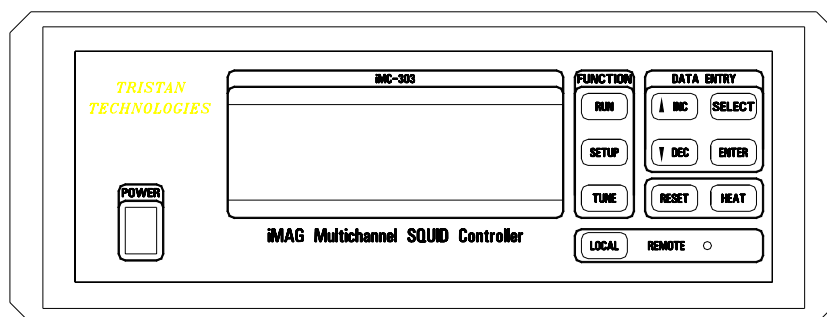 TRISTAN
TECHNOLOGIES
POWER
iMC-303
iMAG Multichannel SQUID Controller
FUNCTION
RUN
SETUP
TUNE
DATA ENTRY
INC SELECT
DEC ENTER
RESET HEAT
LOCAL REMOTE